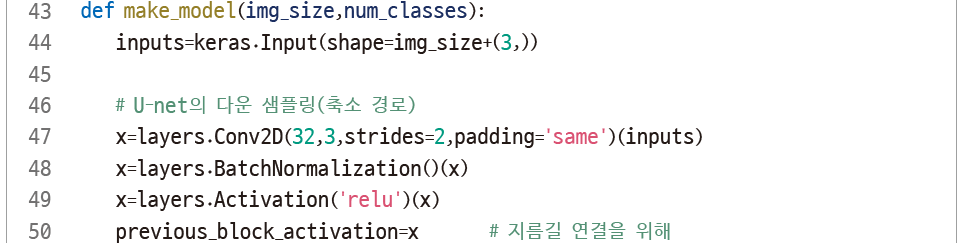 43 def make_model(img_size,num_classes):
44 inputs=keras.Input(shape=img_size+(3,))
45
46 # U-net의 다운 샘플링(축소 경로)
47 x=layers.Conv2D(32,3,strides=2,padding='same')(inputs)
48 x=layers.BatchNormalization()(x)
49 x=layers.Activation('relu')(x)
50 previous_block_activation=x # 지름길 연결을 위해